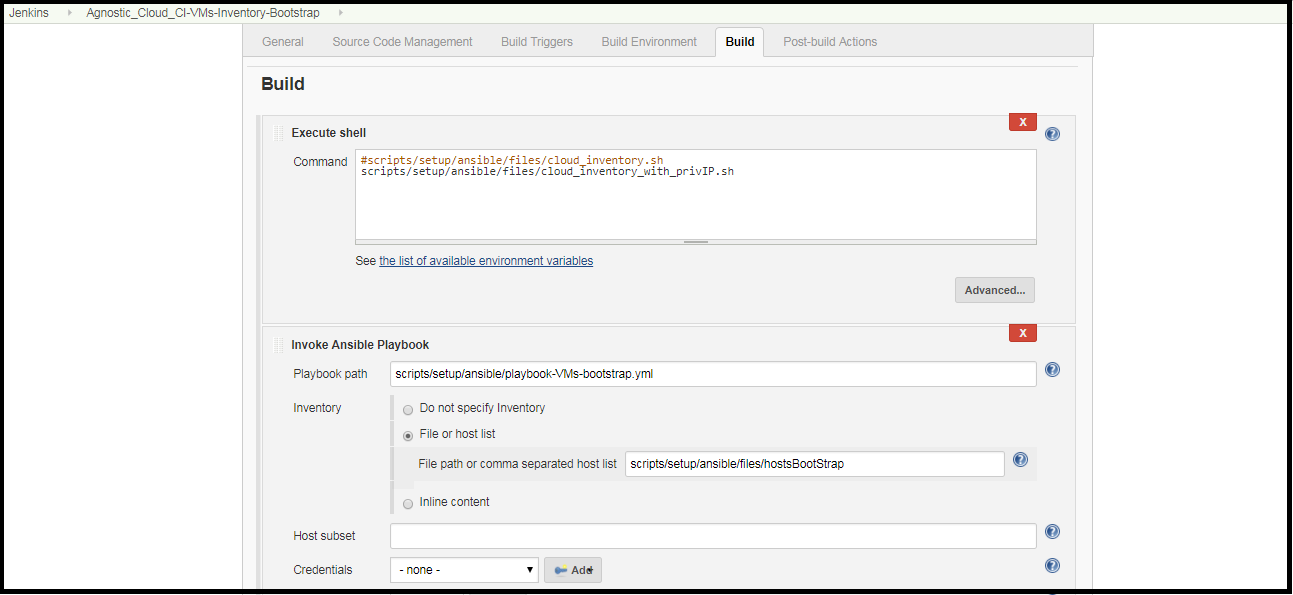 Jenkins Agnostic_Cloud_CI-VMs-Inventory-Bootstrap
General Source Code Management Build Triggers Build Environment Build Post-build Actions
Build
X
Execute shell
Command
#scripts/setup/ansible/files/cloud_inventory.sh
scripts/setup/ansible/files/cloud_inventory_with_privIP.sh
See the list of available environment variables
Advanced...
X
Invoke Ansible Playbook
Playbook path scripts/setup/ansible/playbook-VMs-bootstrap.yml
Inventory Do not specify Inventory
File or host list
File path or comma separated host list scripts/setup/ansible/files/hostsBootStrap
Inline content
Host subset
Credentials - none - Add